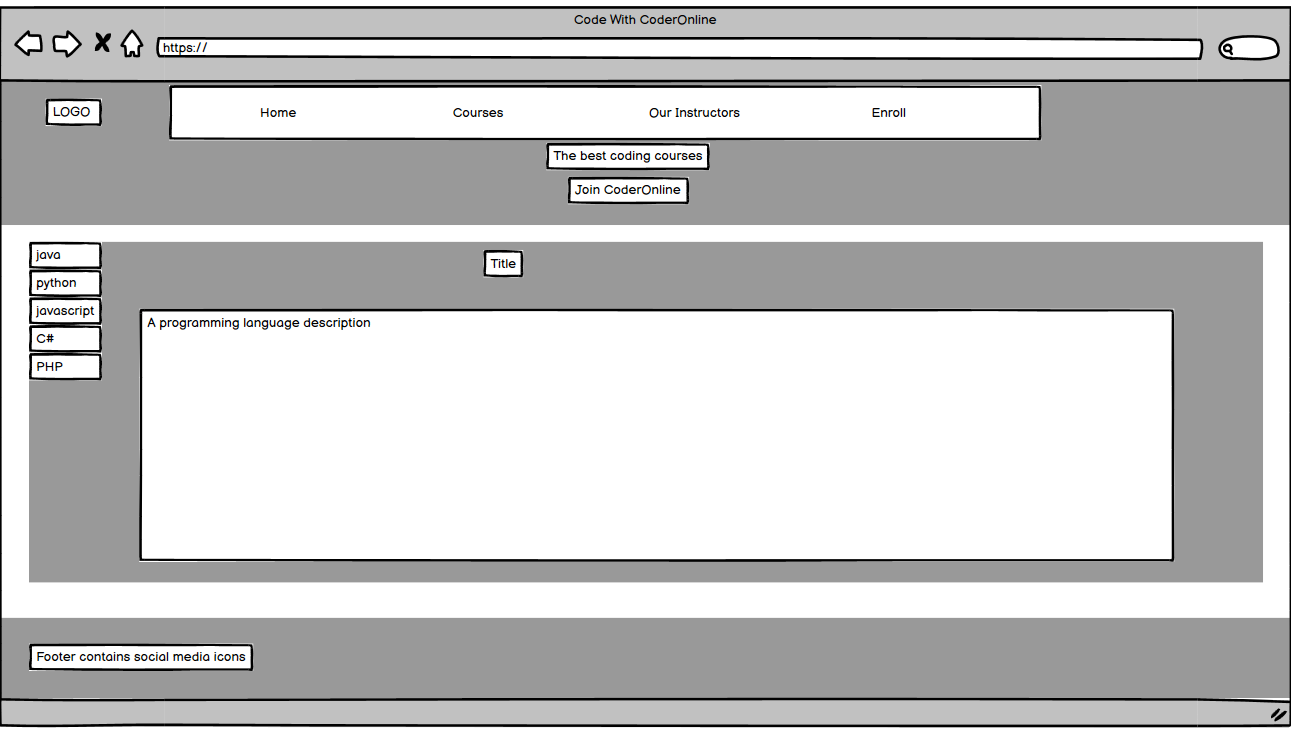 Code With CoderOnline
https://
LOGO
Home Courses Our Instructors Enroll
The best coding courses
Join CoderOnline
java
python
javascript
C#
PHP
Title
A programming language description
Footer contains social media icons